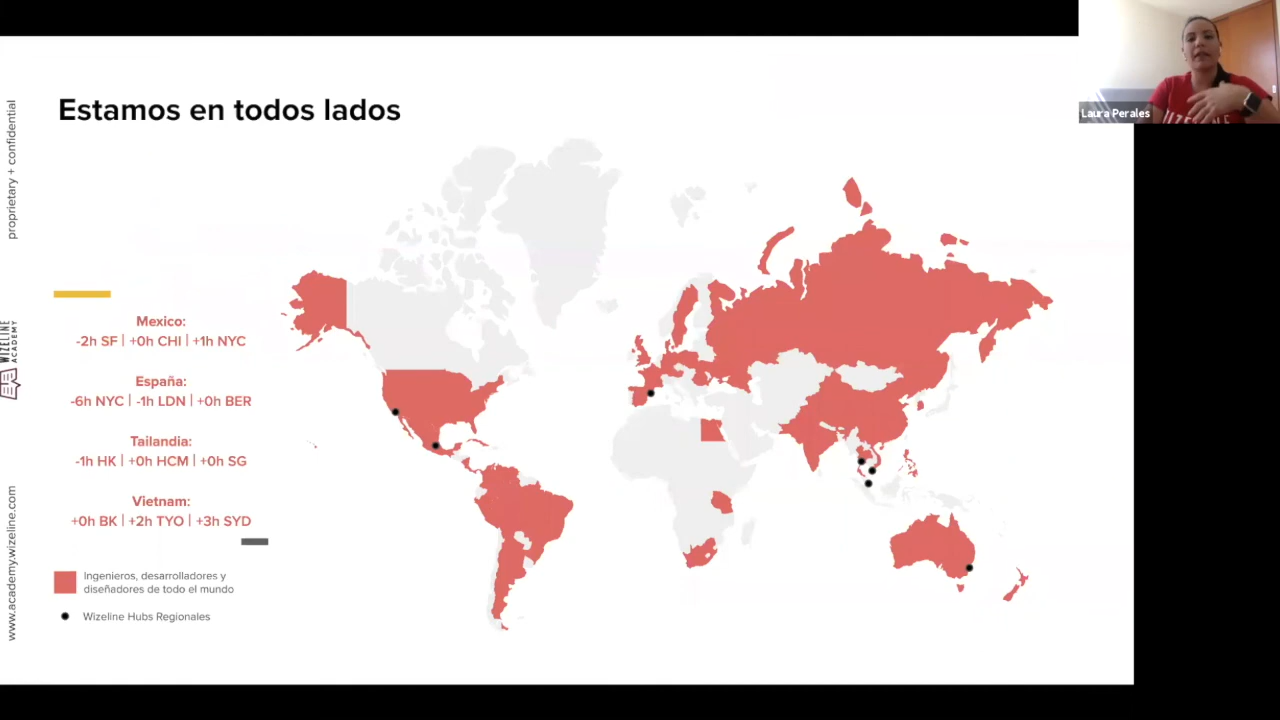 Estamos en todos lados
Laura Perales
proprietary + confidential
WIZELINE
ACADEMY
www.academy.wizeline.com
Mexico:
-2h SF | +0h CHI | +1h NYC
España:
-6h NYC | -1h LDN | +0h BER
Tailandia:
-1h HK | +0h HCM | +0h SG
Vietnam:
+0h BK | +2h TYO | +3h SYD
Ingenieros, desarrolladores y
diseñadores de todo el mundo
Wizeline Hubs Regionales